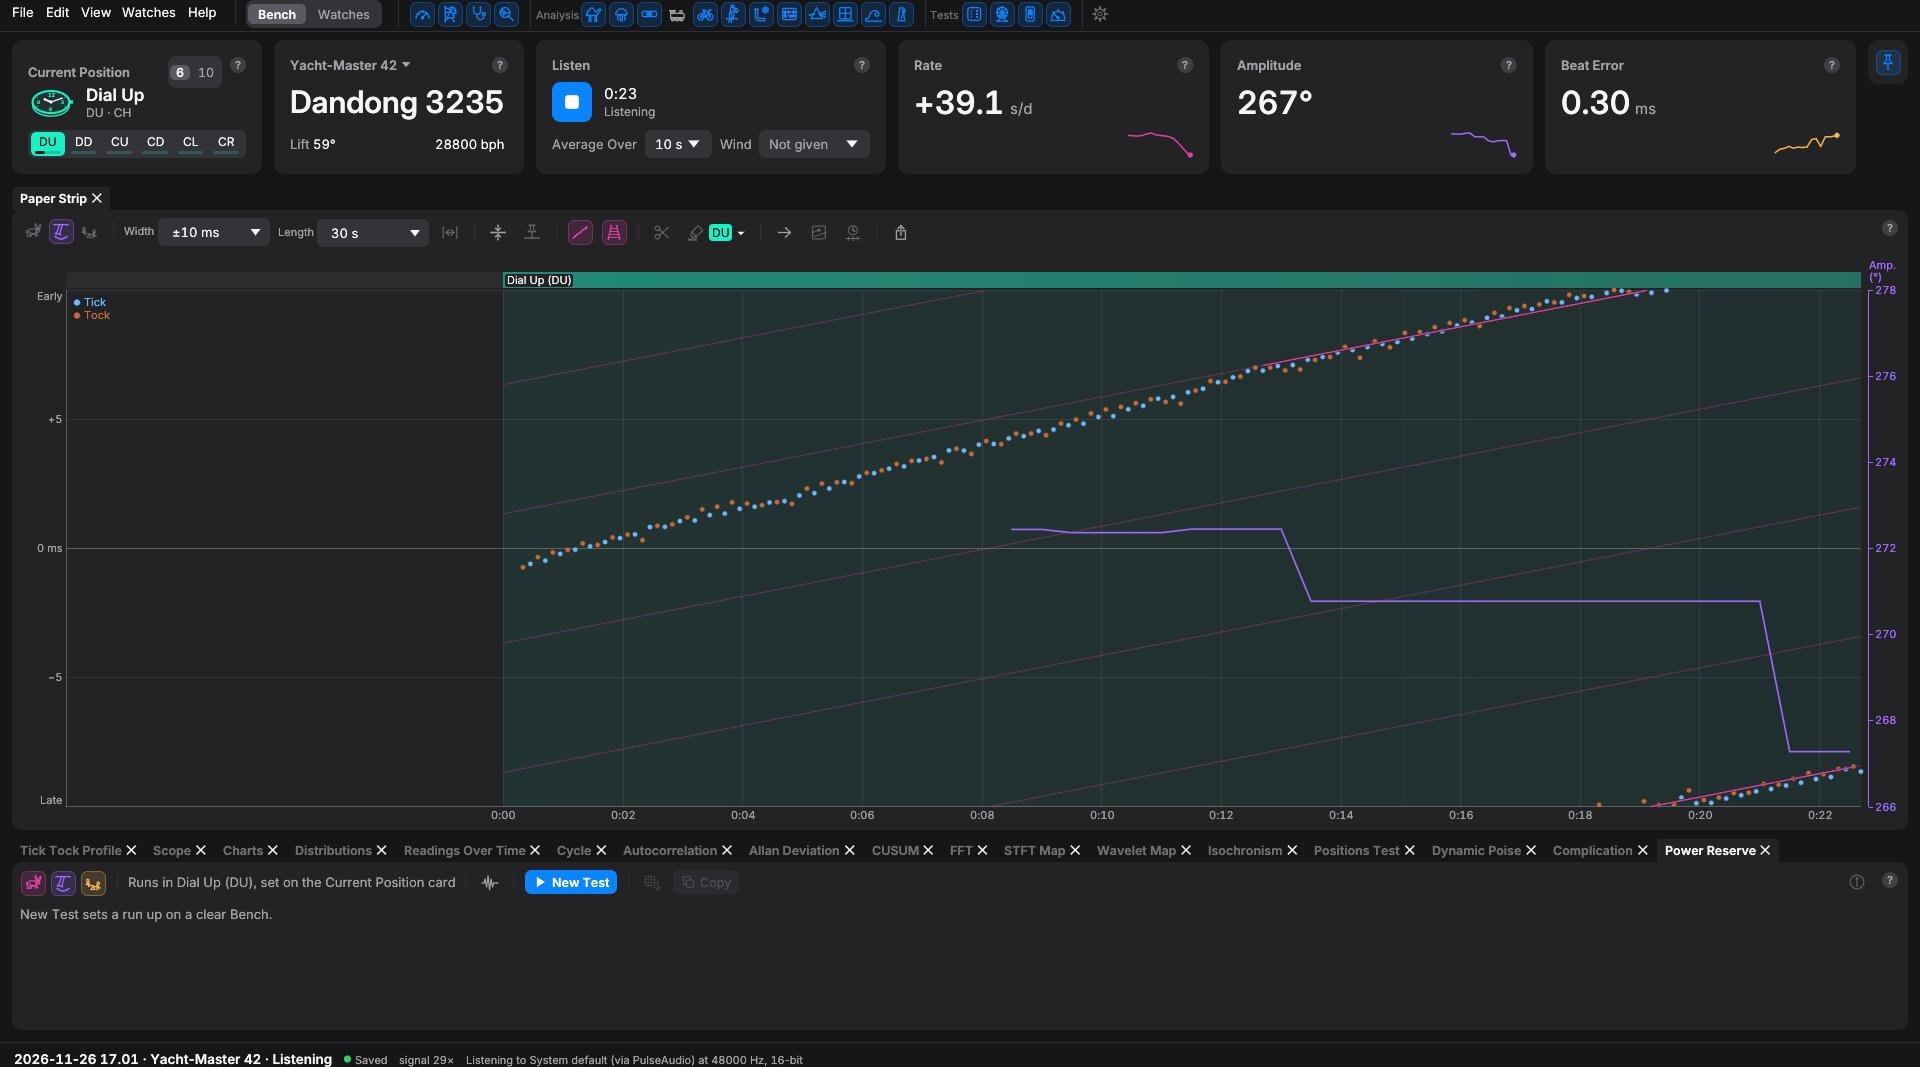 File Edit View Watches Help
Bench Watches
Analysis
Tests
Current Position
6 10
?
Dial Up
DU · CH
DU DD CU CD CL CR
Yacht-Master 42
?
Dandong 3235
Lift 59°
28800 bph
Listen
?
0:23
Listening
Average Over 10 s Wind Not given
Rate
?
+39.1 s/d
Amplitude
?
267°
Beat Error
?
0.30 ms
Paper Strip
Width ±10 ms Length 30 s
DU
?
Dial Up (DU)
Amp.
(°)
Early
Tick
Tock
+5
0 ms
−5
Late
278
276
274
272
270
268
266
0:00 0:02 0:04 0:06 0:08 0:10 0:12 0:14 0:16 0:18 0:20 0:22
Tick Tock Profile Scope Charts Distributions Readings Over Time Cycle Autocorrelation Allan Deviation CUSUM FFT STFT Map Wavelet Map Isochronism Positions Test Dynamic Poise Complication Power Reserve
Runs in Dial Up (DU), set on the Current Position card
New Test
Copy
?
New Test sets a run up on a clear Bench.
2026-11-26 17.01 · Yacht-Master 42 · Listening Saved signal 29× Listening to System default (via PulseAudio) at 48000 Hz, 16-bit